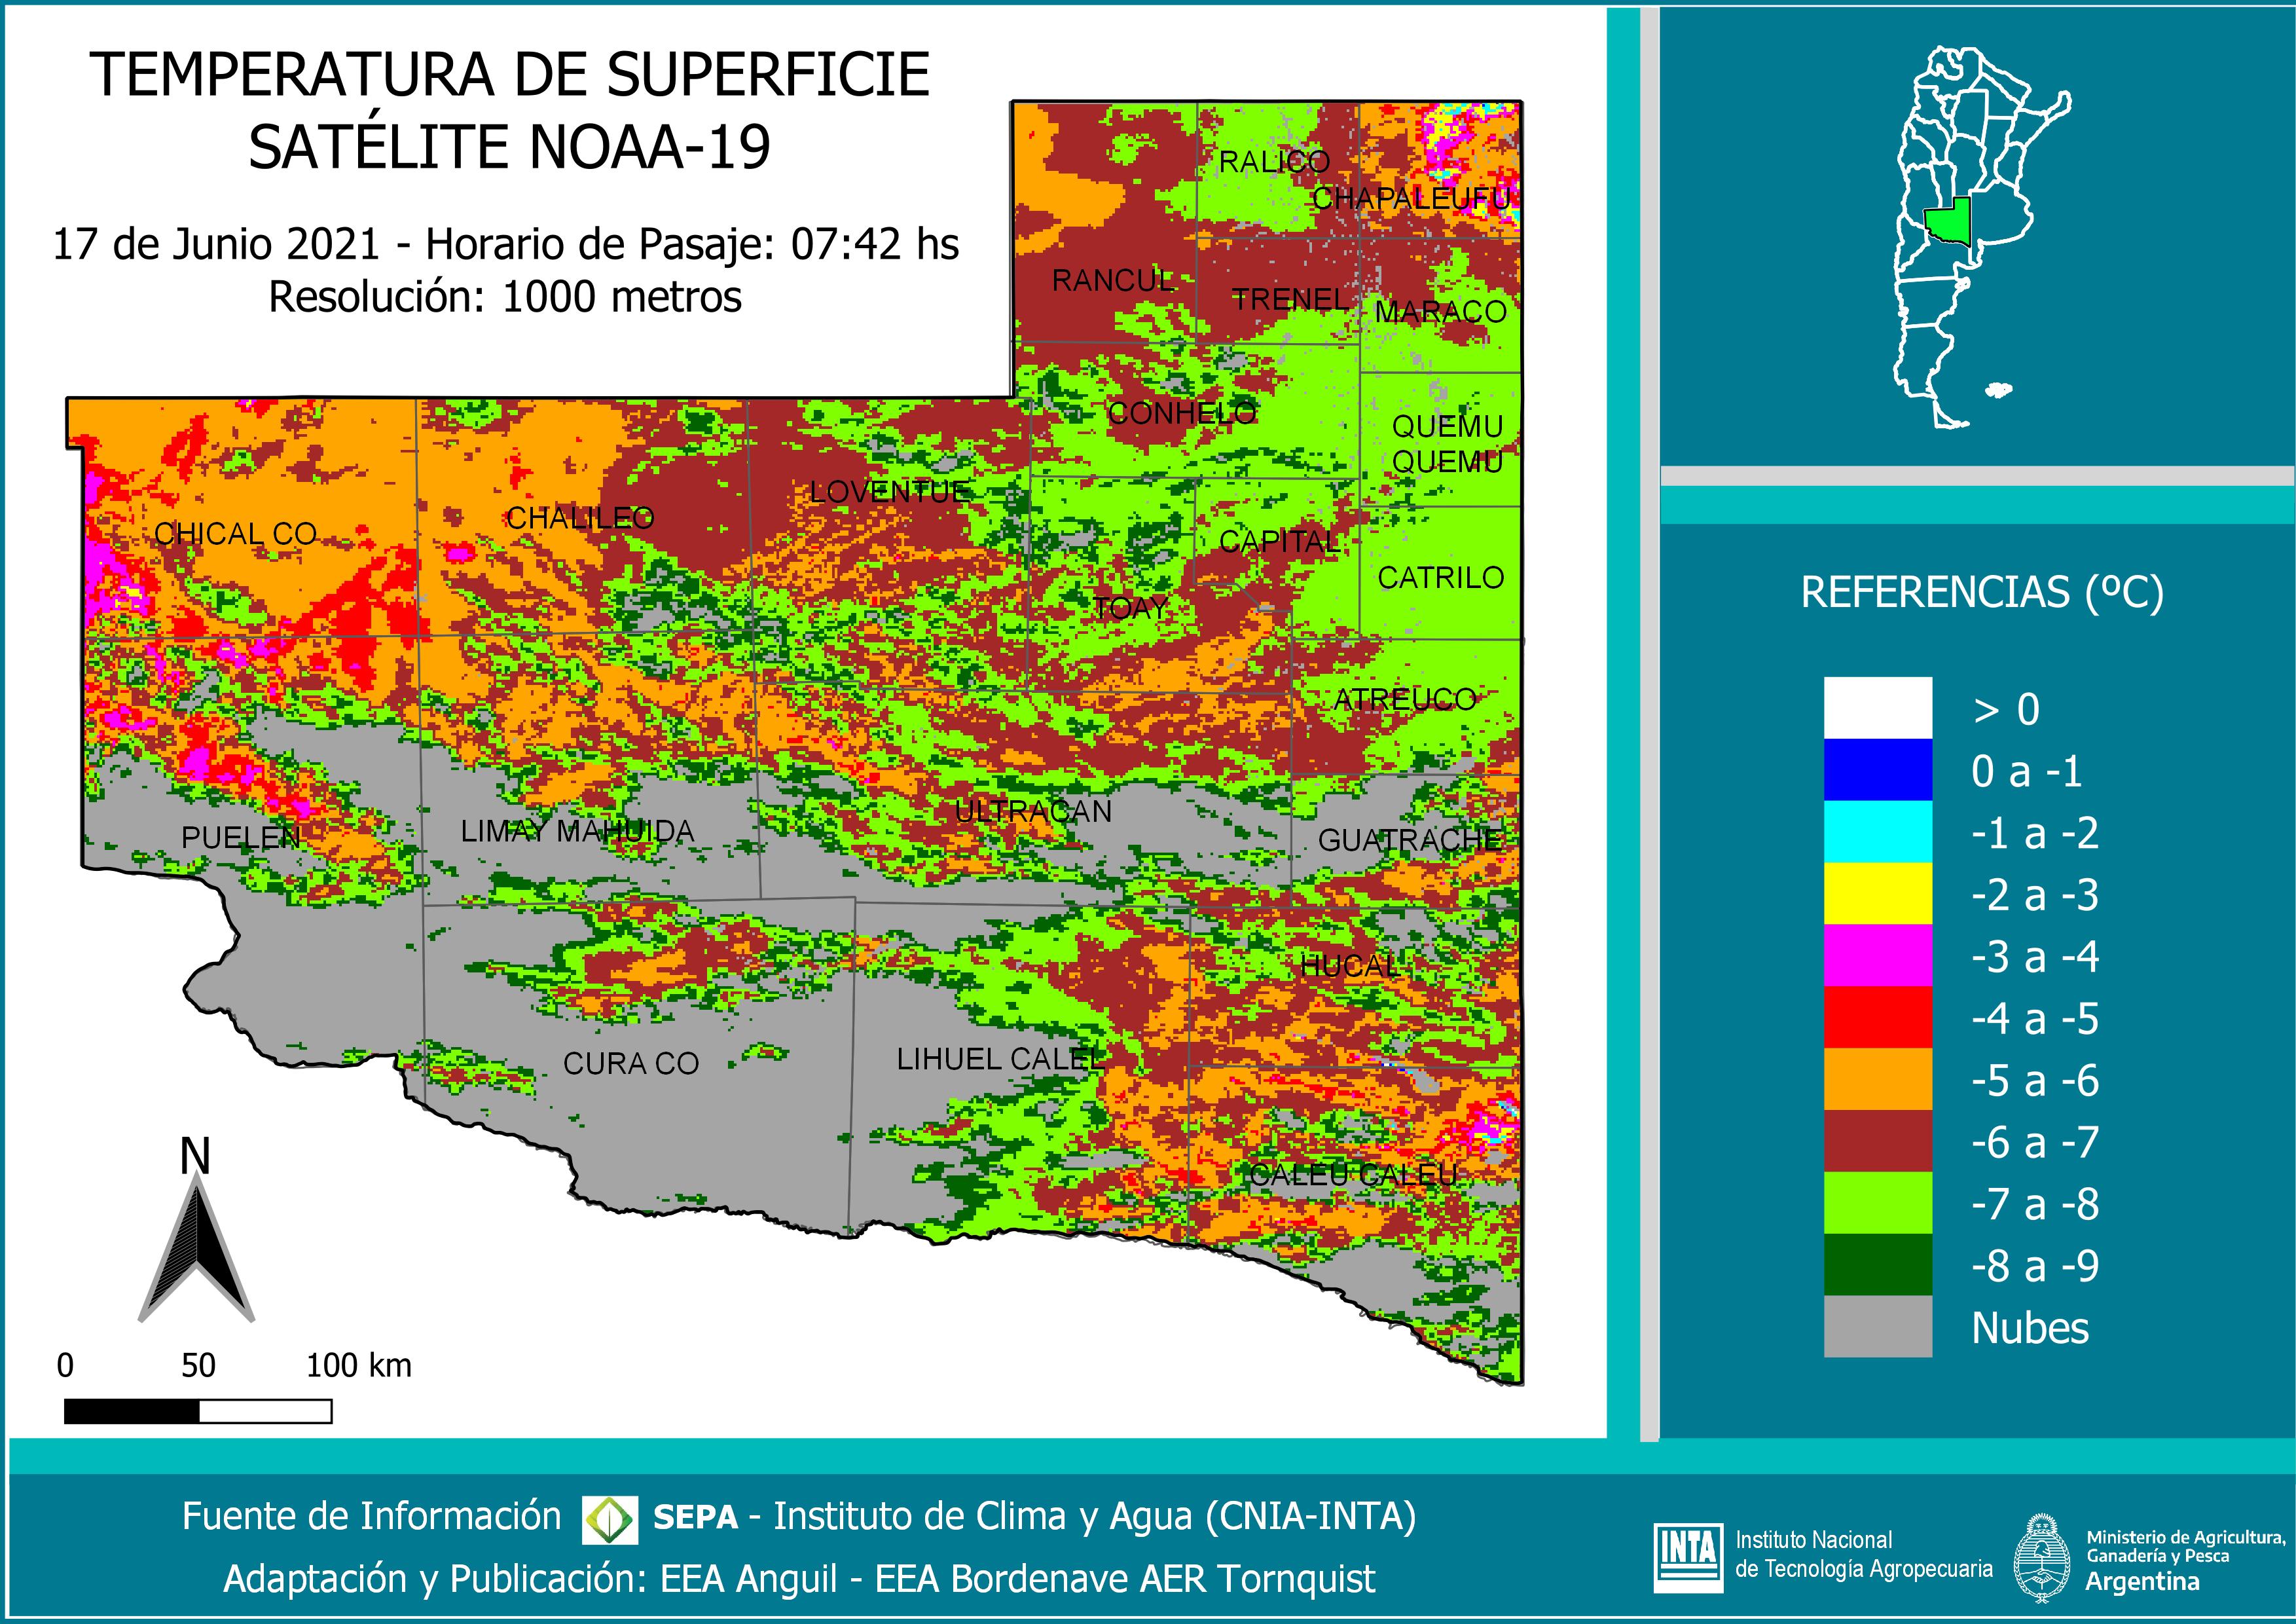 TEMPERATURA DE SUPERFICIE
SATÉLITE NOAA-19
17 de Junio 2021 - Horario de Pasaje: 07:42 hs
Resolución: 1000 metros
RALICO
CHAPALEUFU
RANCUL
TRENEL
MARACO
CONHELO
QUEMU
QUEMU
LOVENTUE
CHALILEO
CHICAL CO
CAPITAL
CATRILO
TOAY
ATREUCO
ULTRACAN
LIMAY MAHUIDA
PUELEN
GUATRACHE
HUCAL
LIHUEL CALEL
CURA CO
CALEU CALEU
N
0 50 100 km
REFERENCIAS (ºC)
> 0
0 a -1
-1 a -2
-2 a -3
-3 a -4
-4 a -5
-5 a -6
-6 a -7
-7 a -8
-8 a -9
Nubes
Fuente de Información SEPA - Instituto de Clima y Agua (CNIA-INTA)
Adaptación y Publicación: EEA Anguil - EEA Bordenave AER Tornquist
INTA
Instituto Nacional
de Tecnología Agropecuaria
Ministerio de Agricultura,
Ganadería y Pesca
Argentina